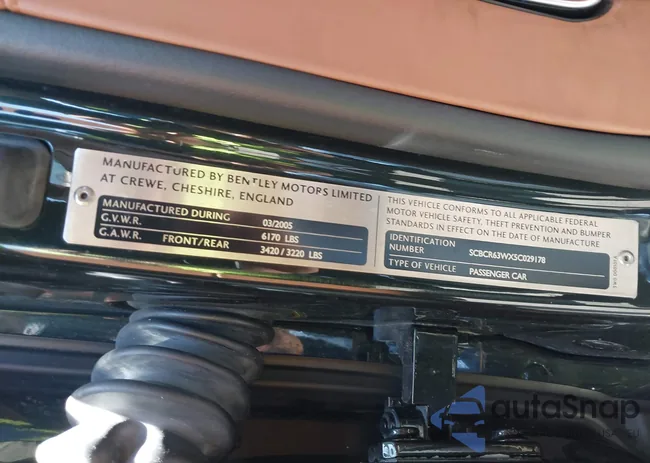 MANUFACTURED BY BENTLEY MOTORS LIMITED
AT CREWE, CHESHIRE, ENGLAND
MANUFACTURED DURING 03/2005
G.V.W.R. 6170 LBS
G.A.W.R. FRONT/REAR 3420 / 3220 LBS
THIS VEHICLE CONFORMS TO ALL APPLICABLE FEDERAL
MOTOR VEHICLE SAFETY, THEFT PREVENTION AND BUMPER
STANDARDS IN EFFECT ON THE DATE OF MANUFACTURE
IDENTIFICATION
NUMBER SCBCR63WX5C029178
TYPE OF VEHICLE PASSENGER CAR
autaSnap